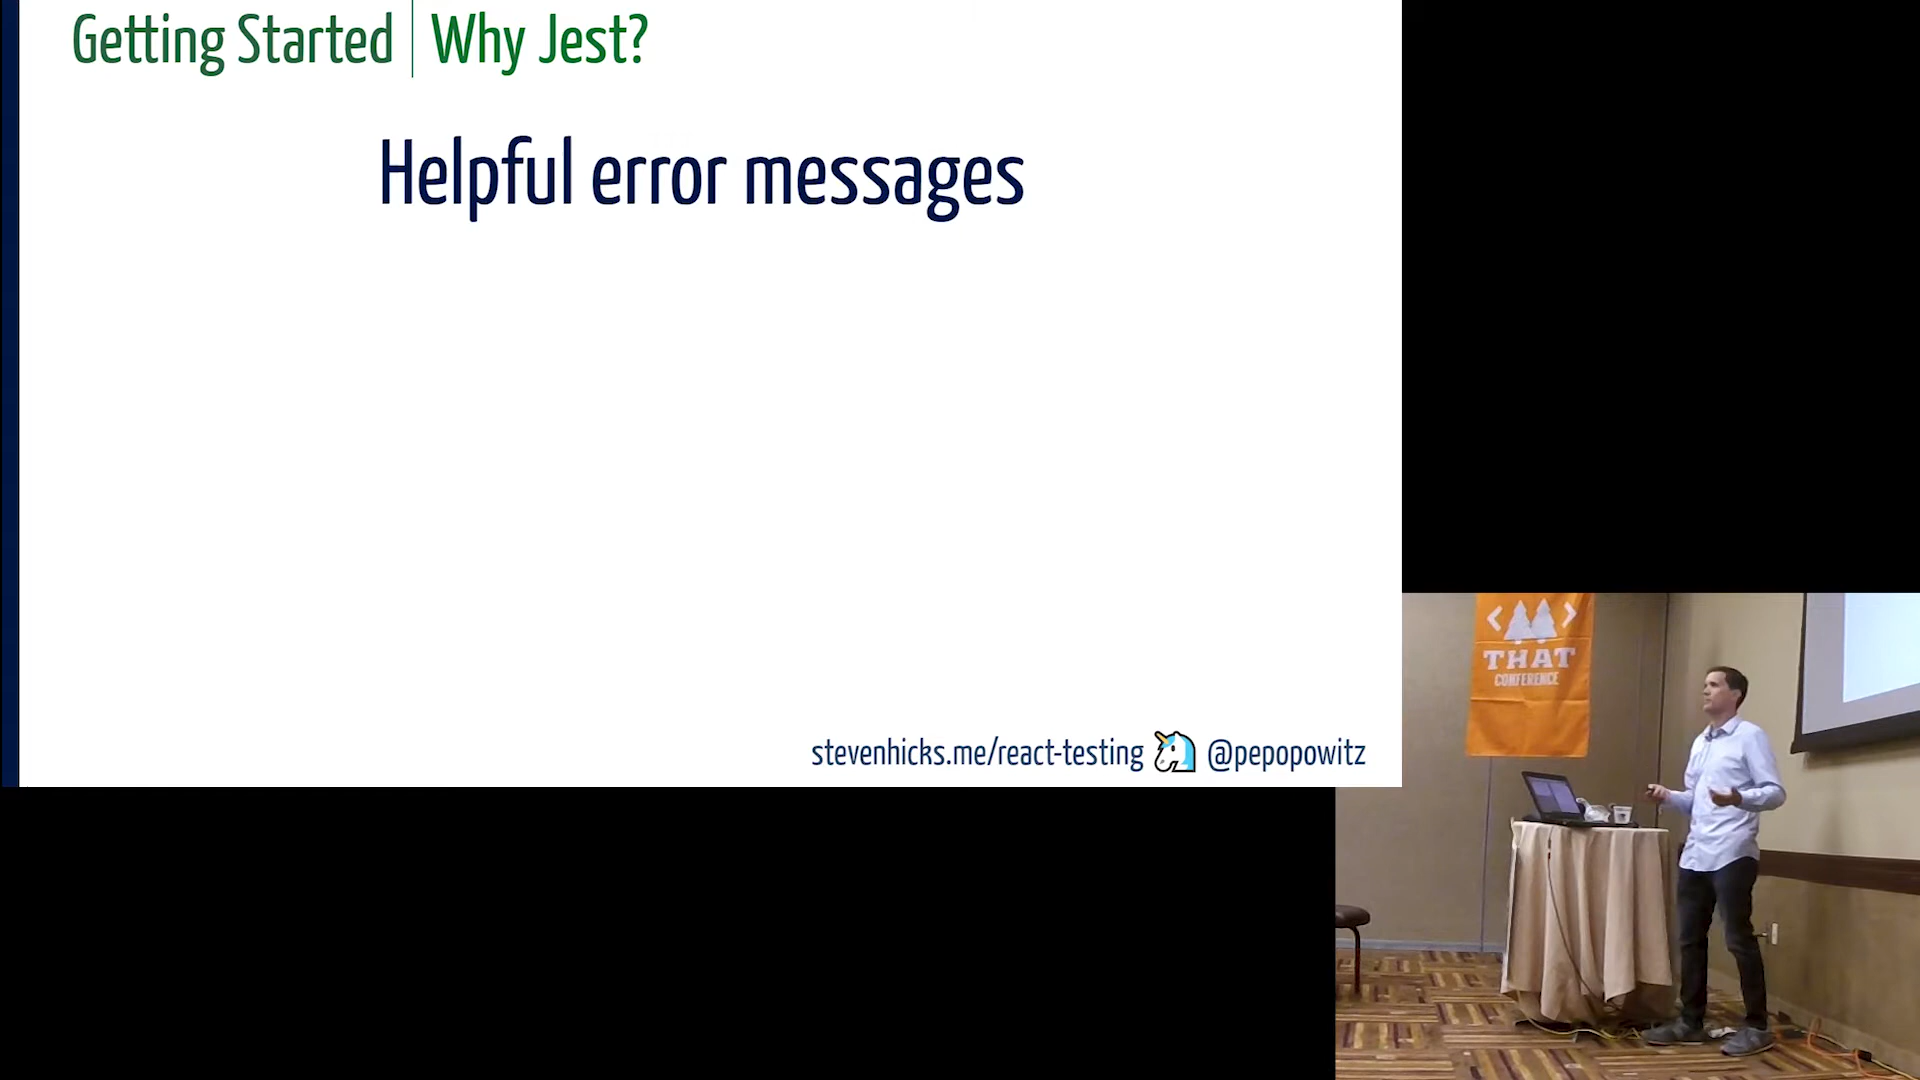 Getting Started | Why Jest?
Helpful error messages
stevenhicks.me/react-testing @pepopowitz
THAT
CONFERENCE